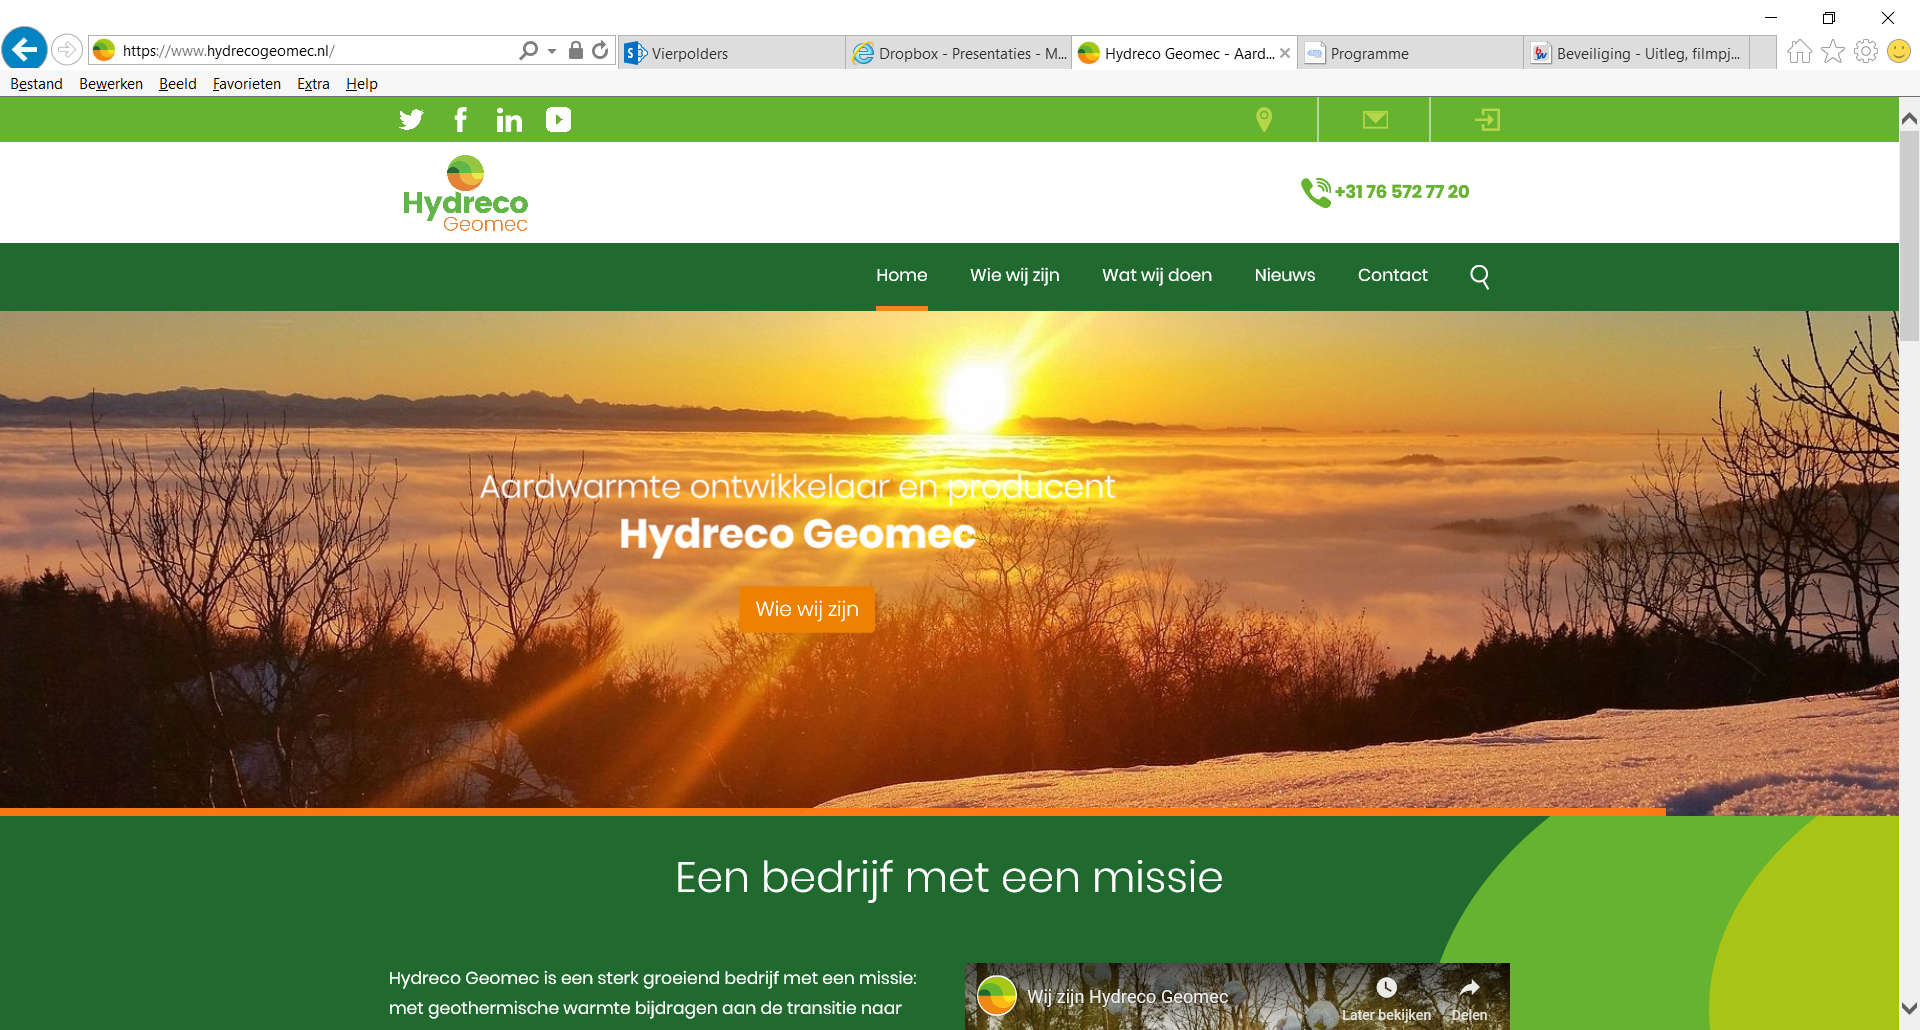 https://www.hydrecogeomec.nl/
Vierpolders
Dropbox - Presentaties - M...
Hydreco Geomec - Aard...
Programme
Beveiliging - Uitleg, filmpj...
Bestand Bewerken Beeld Favorieten Extra Help
Hydreco
Geomec
+31 76 572 77 20
Home Wie wij zijn Wat wij doen Nieuws Contact
Aardwarmte ontwikkelaar en producent
Hydreco Geomec
Wie wij zijn
Een bedrijf met een missie
Hydreco Geomec is een sterk groeiend bedrijf met een missie:
met geothermische warmte bijdragen aan de transitie naar
Wij zijn Hydreco Geomec
Later bekijken
Delen